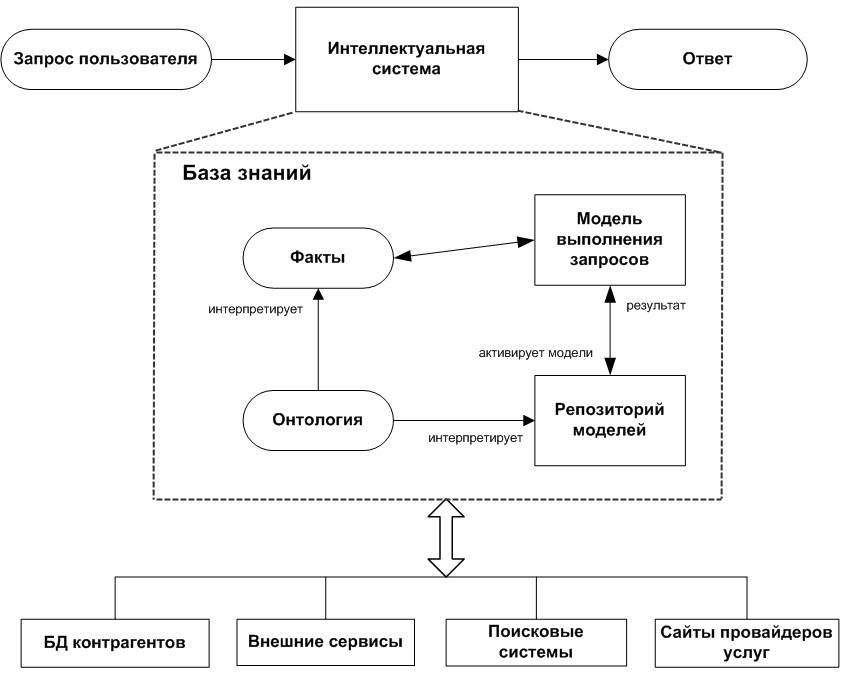 Запрос пользователя
Интеллектуальная
система
Ответ
База знаний
Модель
выполнения
запросов
Факты
интерпретирует
результат
активирует модели
Онтология
Репозиторий
моделей
интерпретирует
БД контрагентов
Внешние сервисы
Поисковые
системы
Сайты провайдеров
услуг